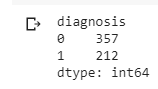 diagnosis
0    357
1    212
dtype: int64